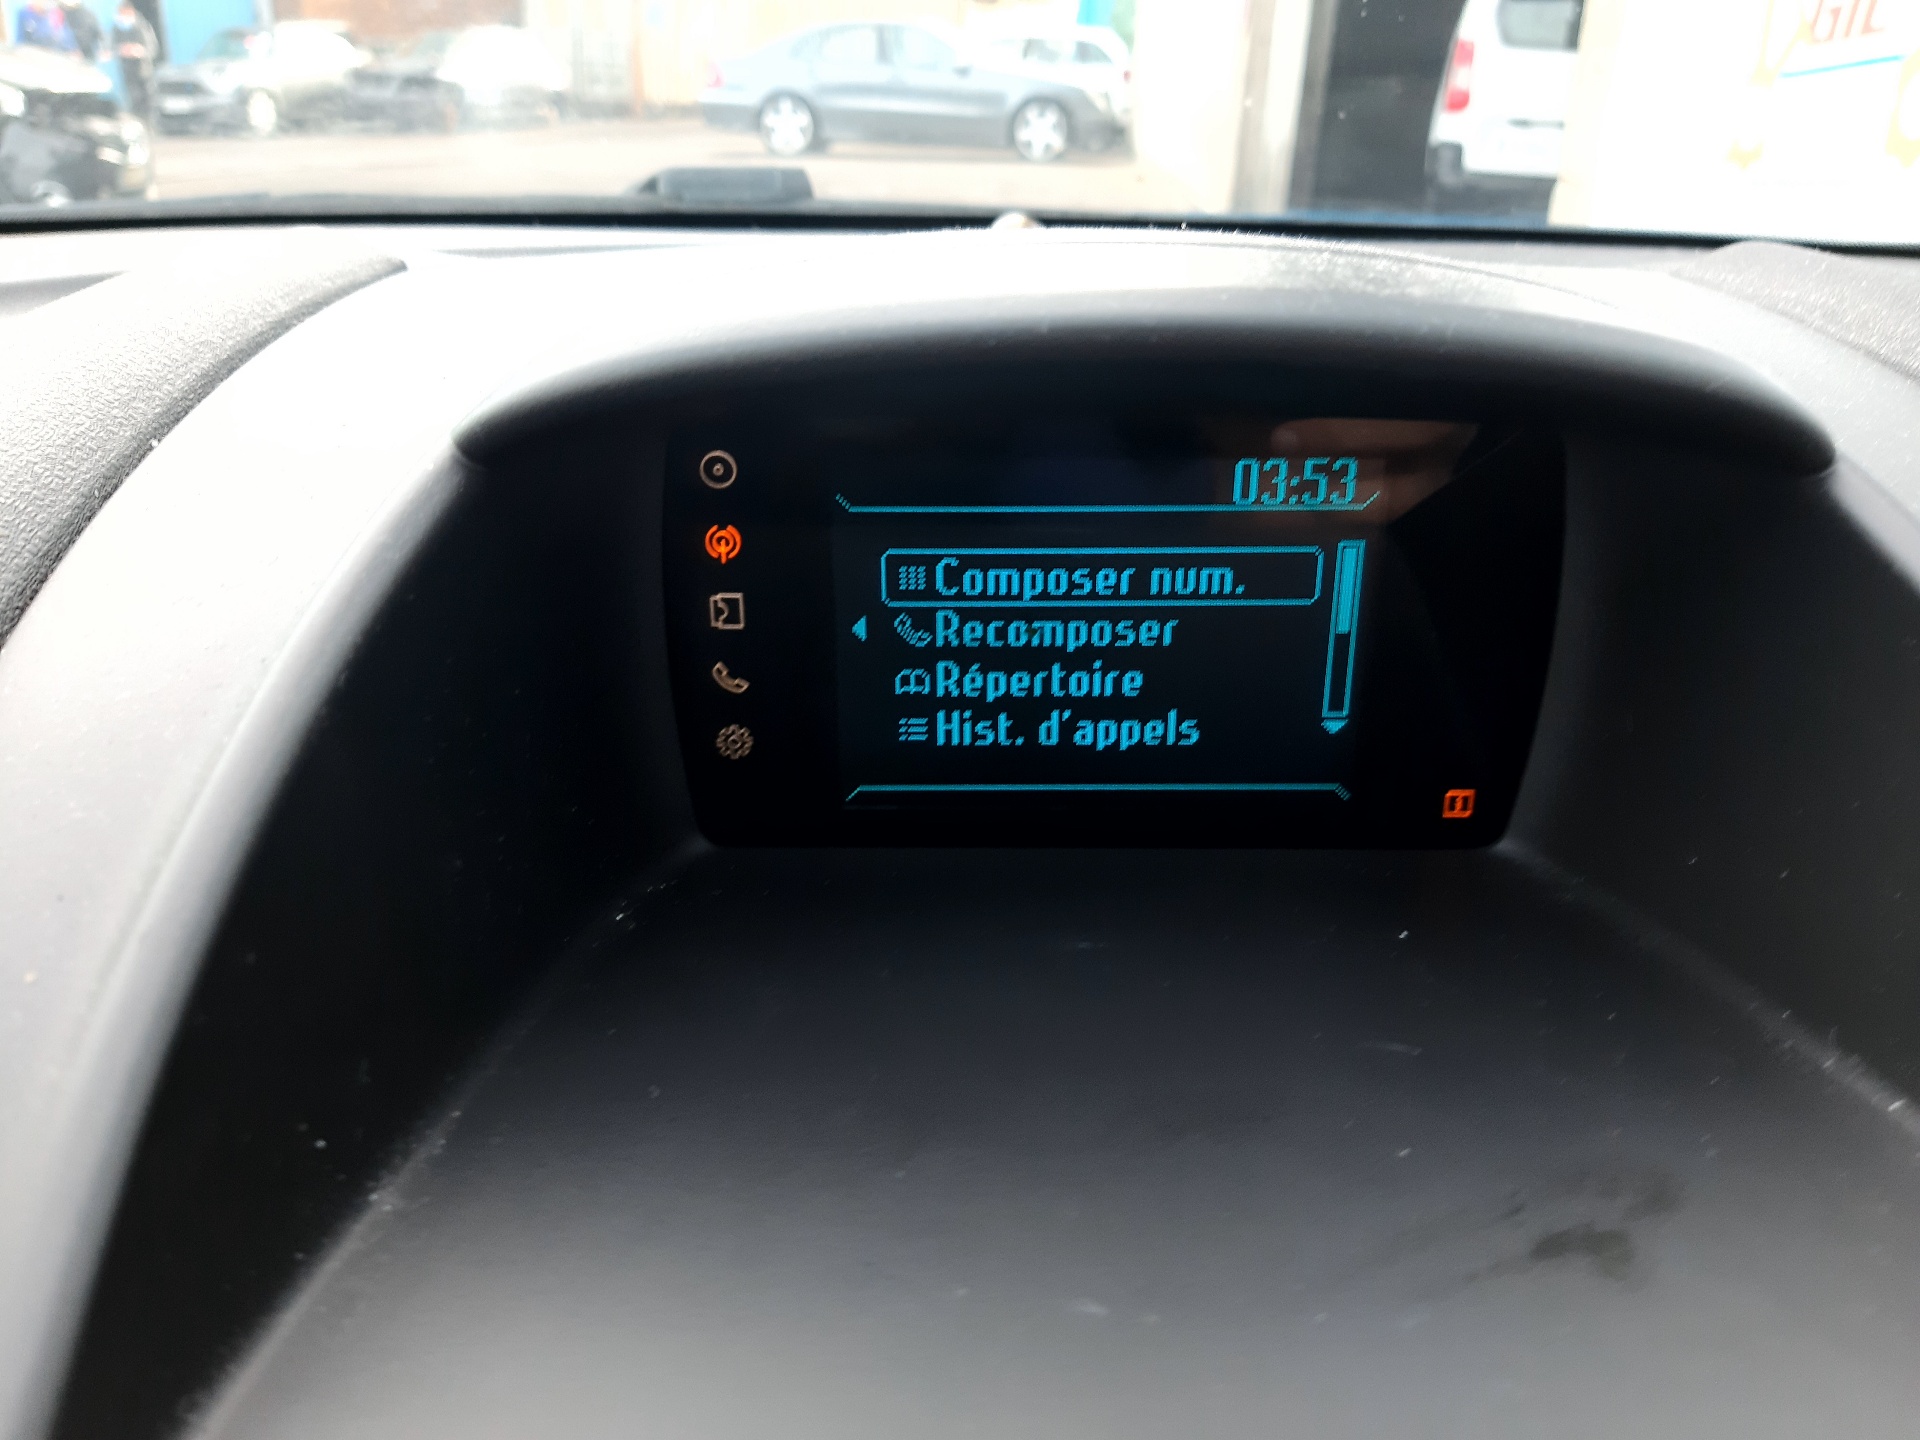 03:53
Composer num.
Recomposer
Répertoire
Hist. d'appels